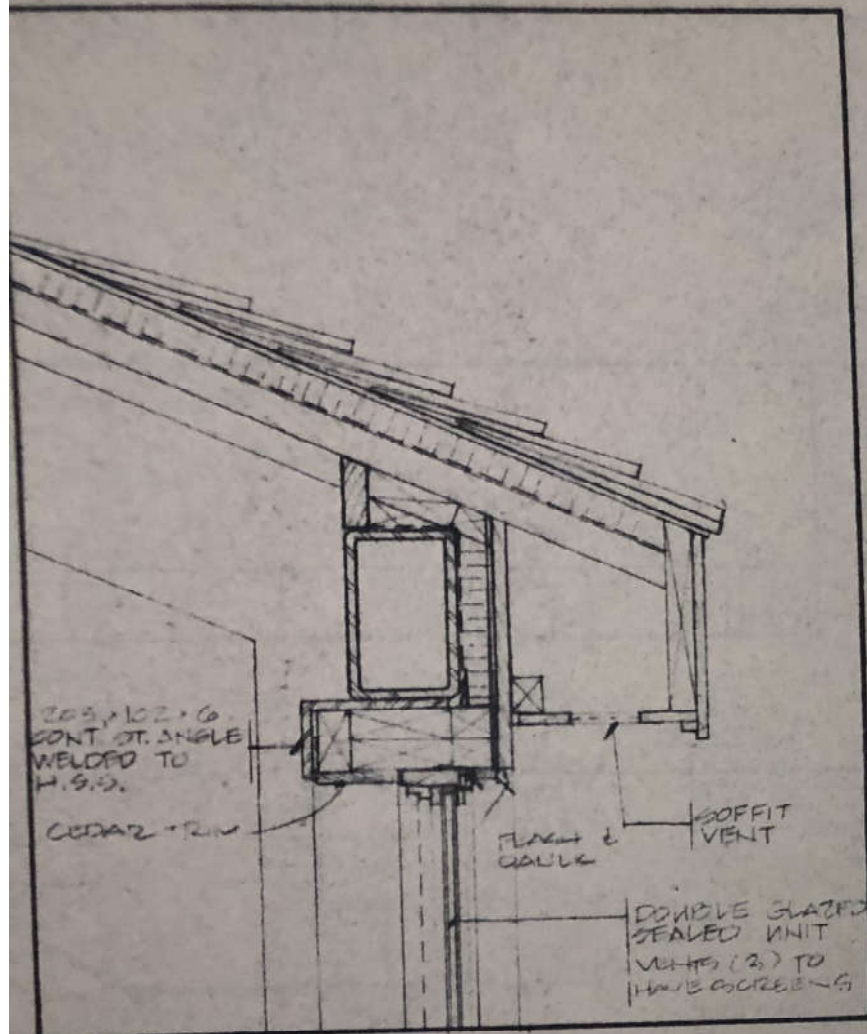 203 x 102 x 6
CONT. ST. ANGLE
WELDED TO
H.S.S.
CEDAR TRIM
FLASH &
CAULK
SOFFIT
VENT
DOUBLE GLAZED
SEALED UNIT
VENTS (3) TO
HAVE SCREENS